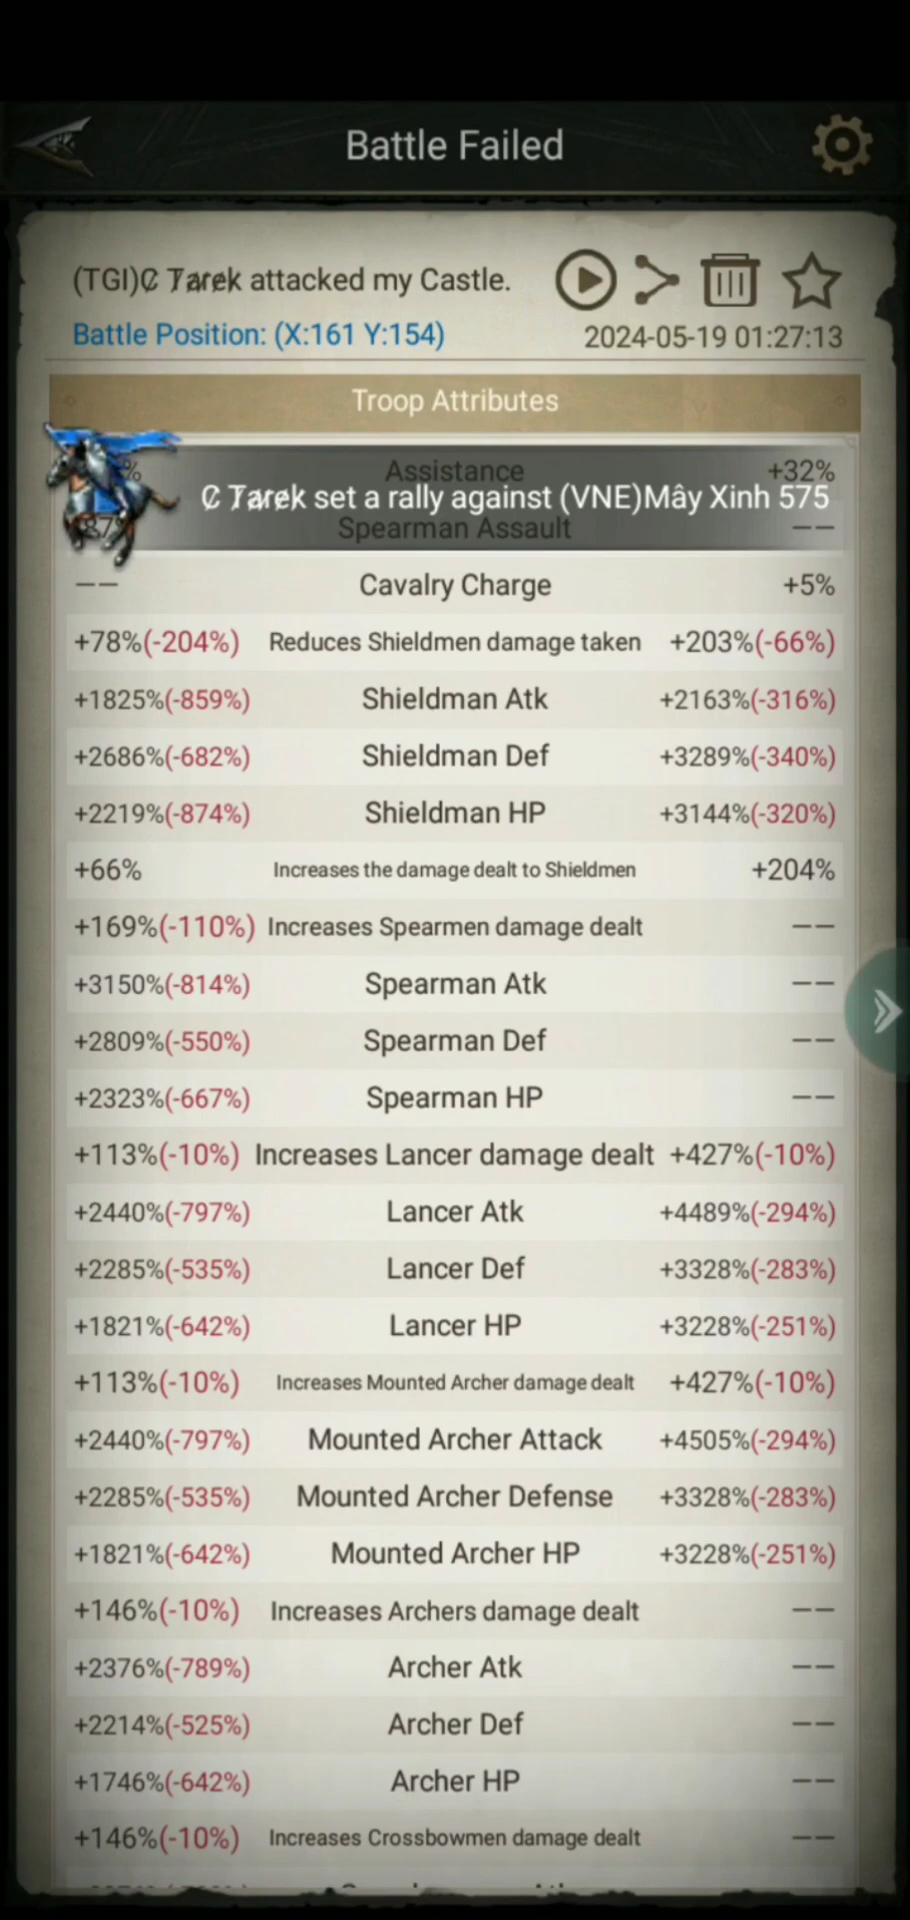 Battle Failed
(TGI)₵ Ⱦarek attacked my Castle.
Battle Position: (X:161 Y:154) 2024-05-19 01:27:13
Troop Attributes
Assistance +32%
₵ Ⱦarek set a rally against (VNE)Mây Xinh 575
Spearman Assault --
-- Cavalry Charge +5%
+78%(-204%) Reduces Shieldmen damage taken +203%(-66%)
+1825%(-859%) Shieldman Atk +2163%(-316%)
+2686%(-682%) Shieldman Def +3289%(-340%)
+2219%(-874%) Shieldman HP +3144%(-320%)
+66% Increases the damage dealt to Shieldmen +204%
+169%(-110%) Increases Spearmen damage dealt --
+3150%(-814%) Spearman Atk --
+2809%(-550%) Spearman Def --
+2323%(-667%) Spearman HP --
+113%(-10%) Increases Lancer damage dealt +427%(-10%)
+2440%(-797%) Lancer Atk +4489%(-294%)
+2285%(-535%) Lancer Def +3328%(-283%)
+1821%(-642%) Lancer HP +3228%(-251%)
+113%(-10%) Increases Mounted Archer damage dealt +427%(-10%)
+2440%(-797%) Mounted Archer Attack +4505%(-294%)
+2285%(-535%) Mounted Archer Defense +3328%(-283%)
+1821%(-642%) Mounted Archer HP +3228%(-251%)
+146%(-10%) Increases Archers damage dealt --
+2376%(-789%) Archer Atk --
+2214%(-525%) Archer Def --
+1746%(-642%) Archer HP --
+146%(-10%) Increases Crossbowmen damage dealt --